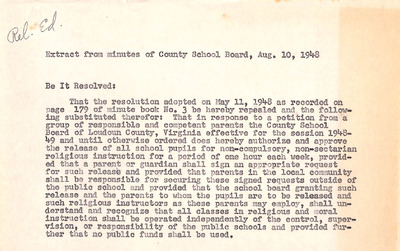 Rel. Ed.
Extract from minutes of County School Board, Aug. 10, 1948
Be It Resolved:
That the resolution adopted on May 11, 1948 as recorded on
page 179 of minute book No. 3 be hereby repealed and the follow-
ing substituted therefor: That in response to a petition from a
group of responsible and competent parents the County School
Board of Loudoun County, Virginia effective for the session 1948-
49 and until otherwise ordered does hereby authorize and approve
the release of all school pupils for non-compulsory, non-sectarian
religious instruction for a period of one hour each week, provid-
ed that a parent or guardian shall sign an appropriate request
for such release and provided that parents in the local community
shall be responsible for securing these signed requests outside of
the public school and provided that the school board granting such
release and the parents to whom the pupils are to be released and
such religious instructors as these parents may employ, shall un-
derstand and recognize that all classes in religious and moral
instruction shall be operated independently of the control, super-
vision, or responsibility of the public schools and provided fur-
ther that no public funds shall be used.